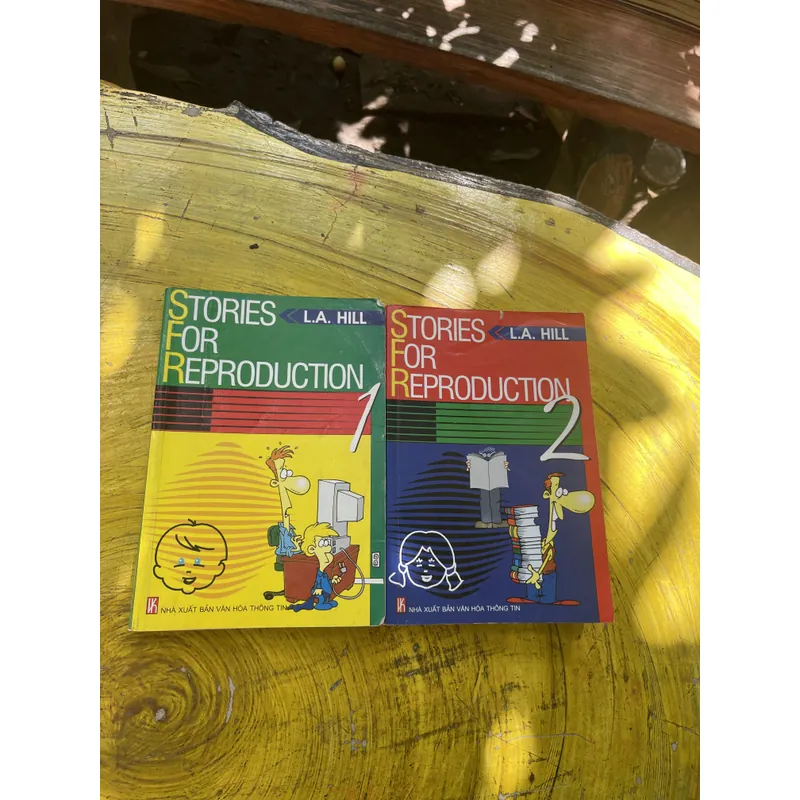 STORIES
FOR
REPRODUCTION
L.A. HILL
1
NHÀ XUẤT BẢN VĂN HÓA THÔNG TIN
STORIES
FOR
REPRODUCTION
L.A. HILL
2
NHÀ XUẤT BẢN VĂN HÓA THÔNG TIN